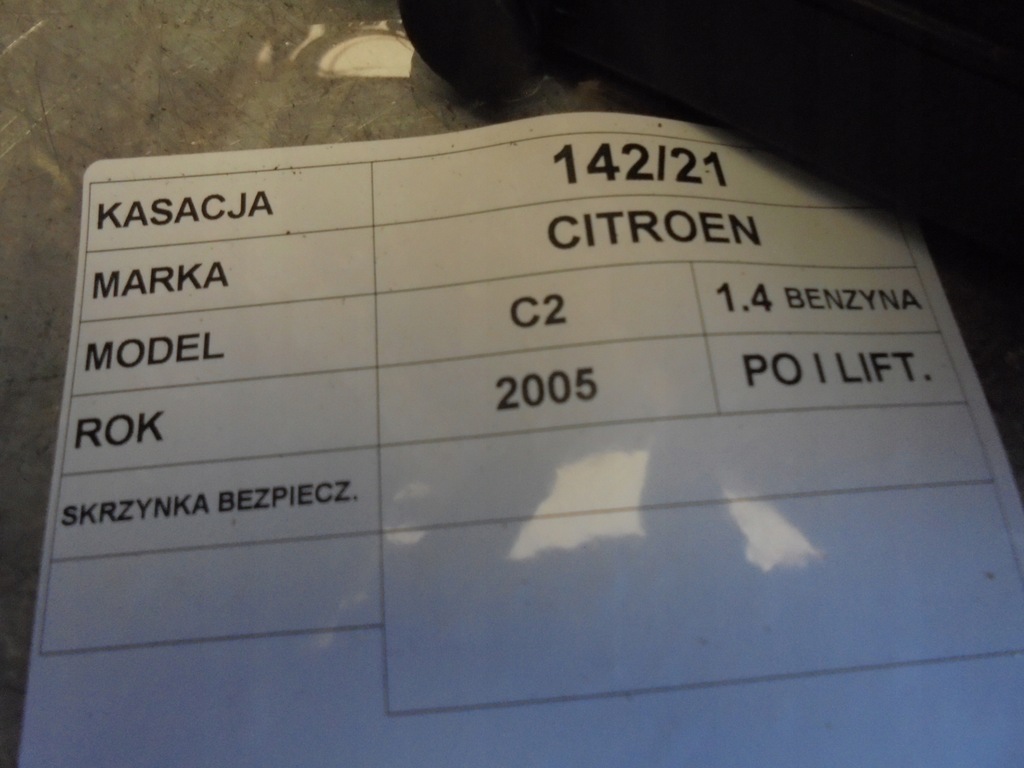 KASACJA 142/21
MARKA CITROEN
MODEL C2 1.4 BENZYNA
ROK 2005 PO I LIFT.
SKRZYNKA BEZPIECZ.